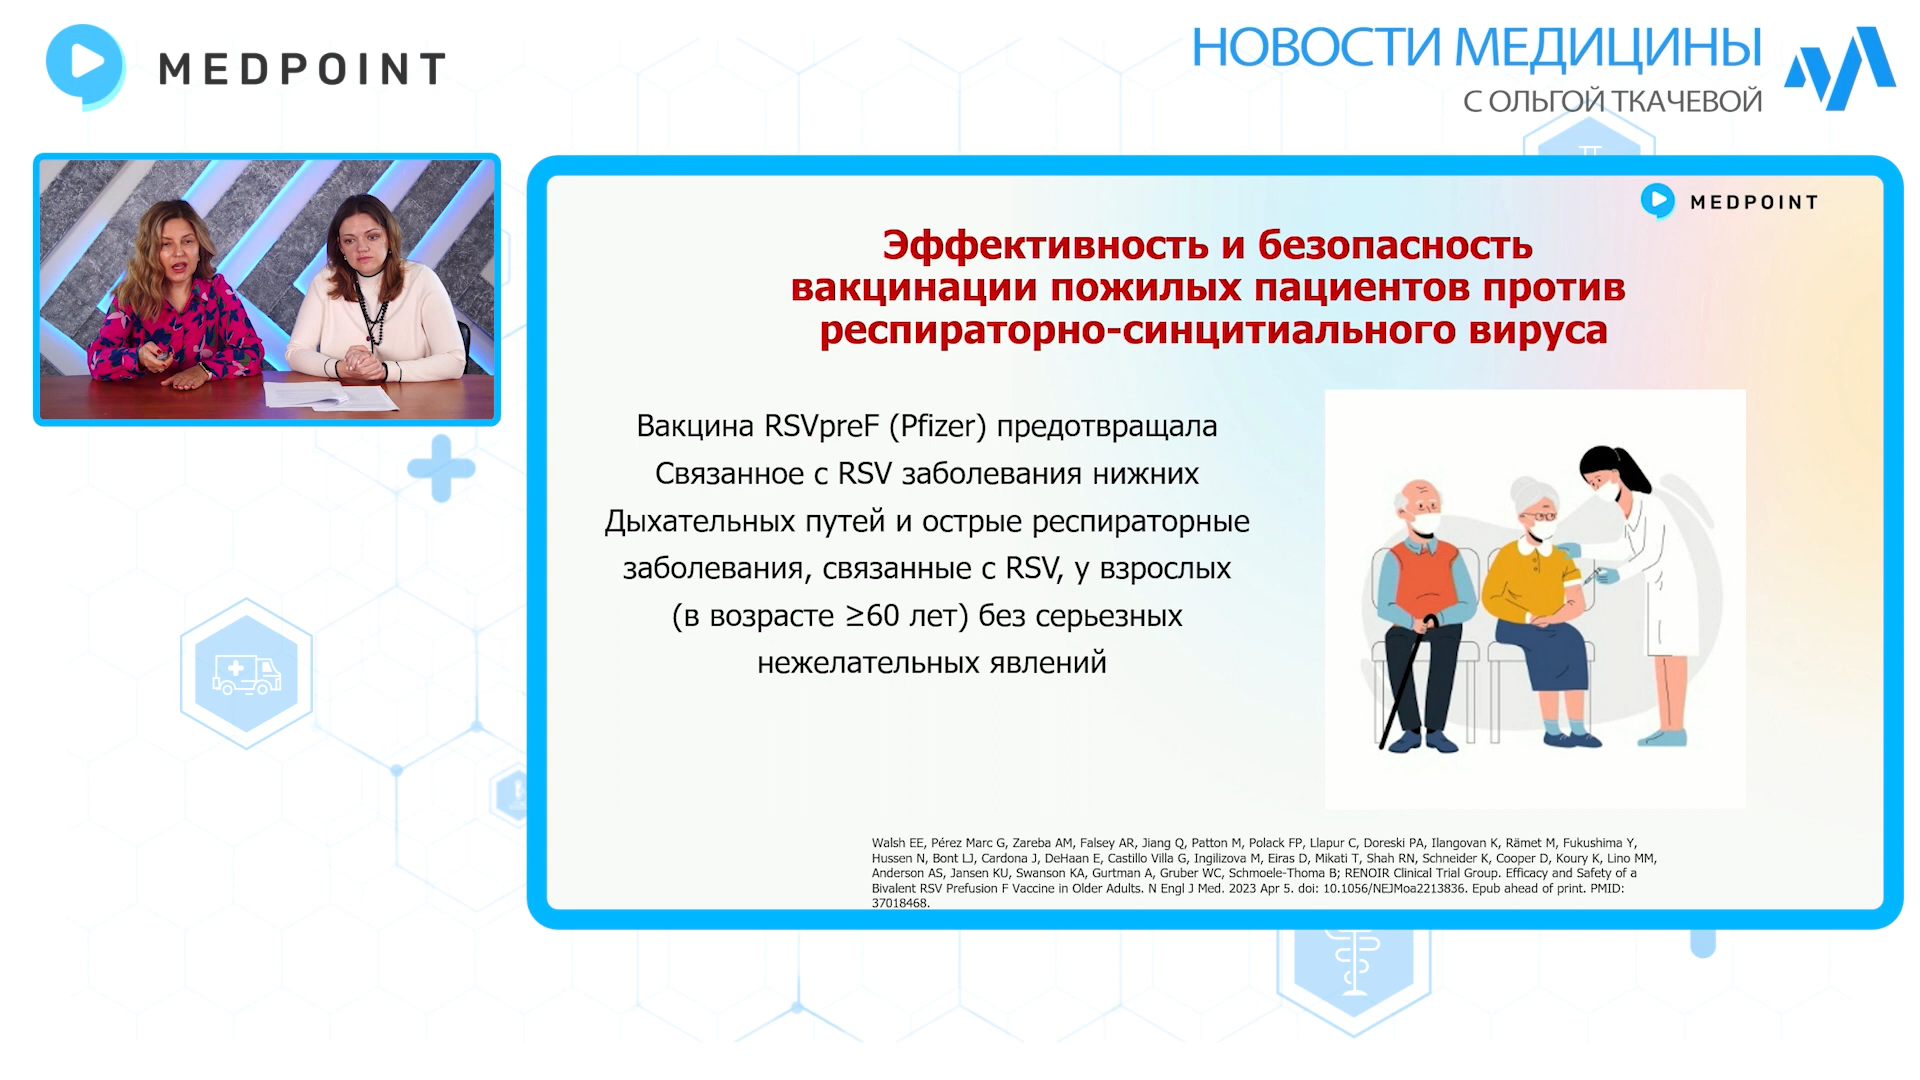 MEDPOINT
НОВОСТИ МЕДИЦИНЫ
С ОЛЬГОЙ ТКАЧЕВОЙ
MEDPOINT
Эффективность и безопасность
вакцинации пожилых пациентов против
респираторно-синцитиального вируса
Вакцина RSVpreF (Pfizer) предотвращала
Связанное с RSV заболевания нижних
Дыхательных путей и острые респираторные
заболевания, связанные с RSV, у взрослых
(в возрасте ≥60 лет) без серьезных
нежелательных явлений
Walsh EE, Pérez Marc G, Zareba AM, Falsey AR, Jiang Q, Patton M, Polack FP, Llapur C, Doreski PA, Ilangovan K, Rämet M, Fukushima Y,
Hussen N, Bont LJ, Cardona J, DeHaan E, Castillo Villa G, Ingilizova M, Eiras D, Mikati T, Shah RN, Schneider K, Cooper D, Koury K, Lino MM,
Anderson AS, Jansen KU, Swanson KA, Gurtman A, Gruber WC, Schmoele-Thoma B; RENOIR Clinical Trial Group. Efficacy and Safety of a
Bivalent RSV Prefusion F Vaccine in Older Adults. N Engl J Med. 2023 Apr 5. doi: 10.1056/NEJMoa2213836. Epub ahead of print. PMID:
37018468.